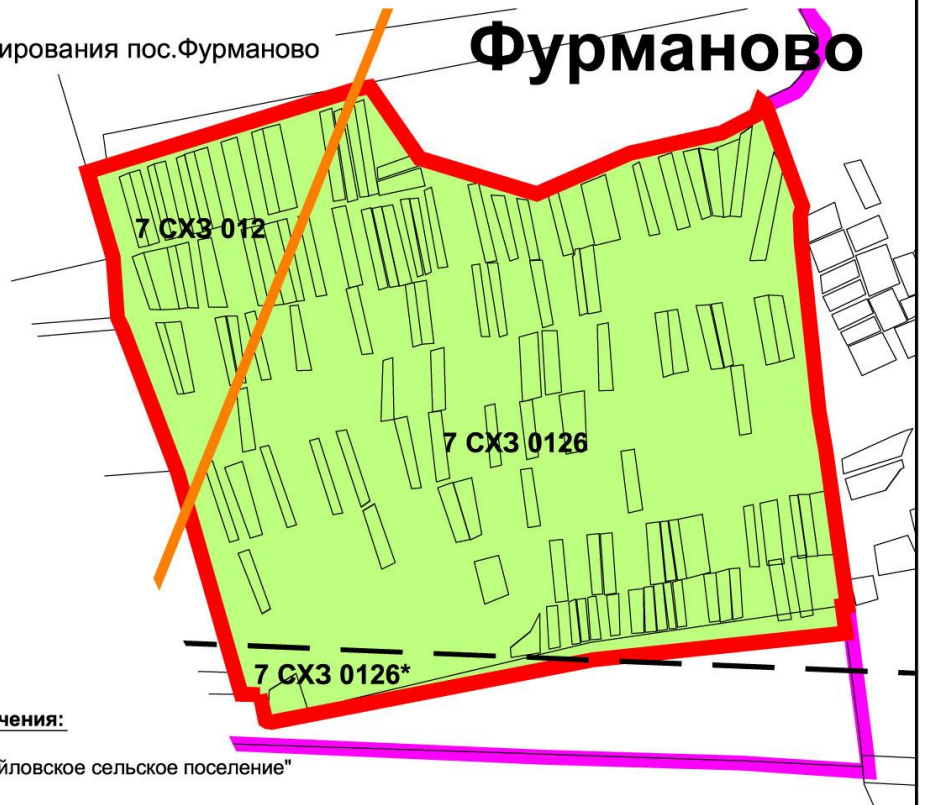 ирования пос.Фурманово
Фурманово
7 СХЗ 012
7 СХЗ 0126
7 СХЗ 0126*
чения:
йловское сельское поселение"